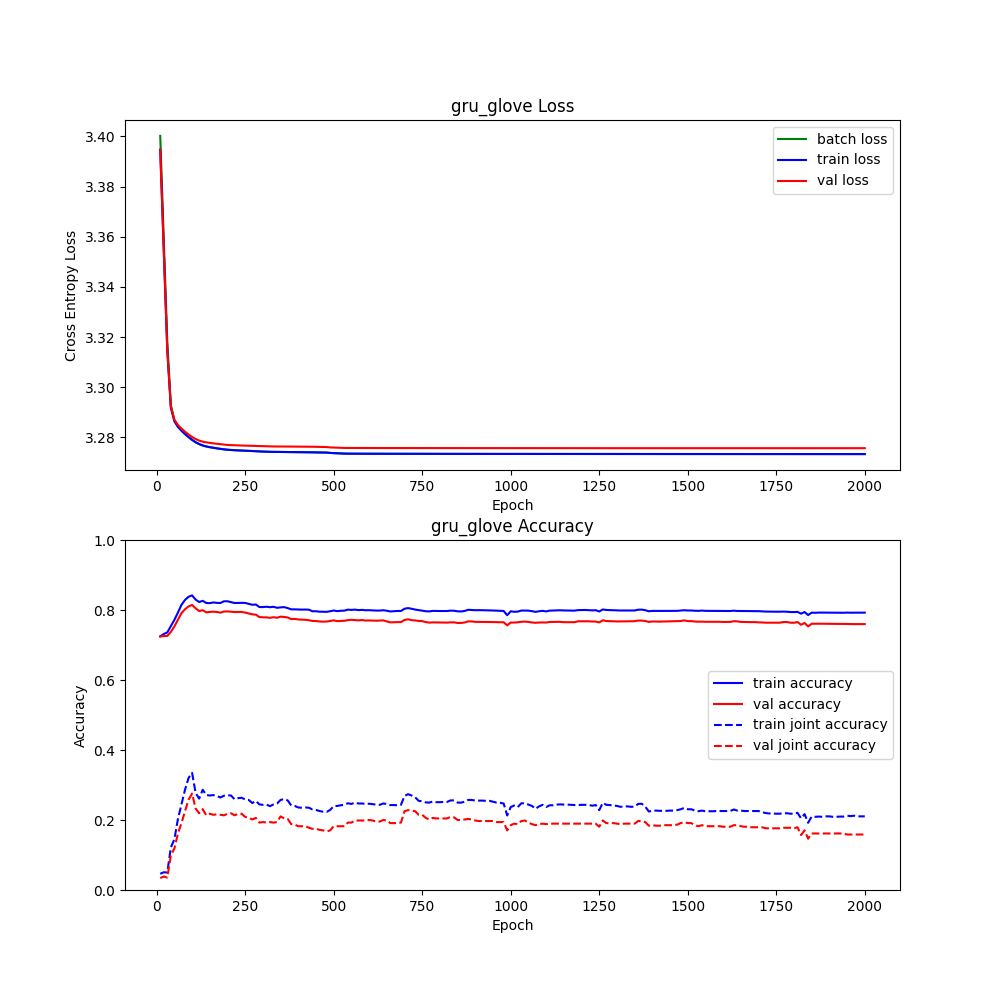 gru_glove Loss
3.40
3.38
3.36
3.34
3.32
3.30
3.28
Cross Entropy Loss
batch loss
train loss
val loss
0 250 500 750 1000 1250 1500 1750 2000
Epoch
gru_glove Accuracy
1.0
0.8
0.6
0.4
0.2
0.0
Accuracy
train accuracy
val accuracy
train joint accuracy
val joint accuracy
0 250 500 750 1000 1250 1500 1750 2000
Epoch